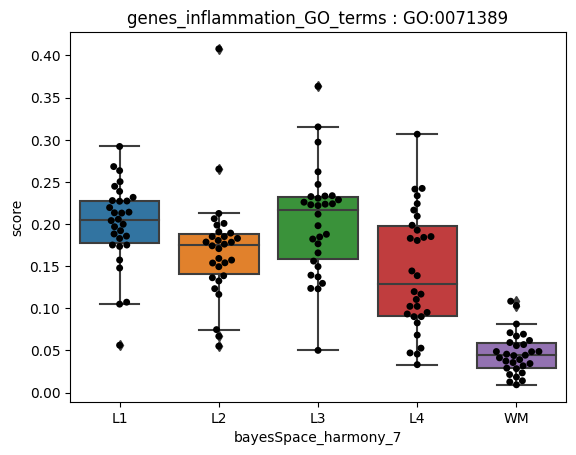 genes_inflammation_GO_terms : GO:0071389
score
0.40
0.35
0.30
0.25
0.20
0.15
0.10
0.05
0.00
L1 L2 L3 L4 WM
bayesSpace_harmony_7